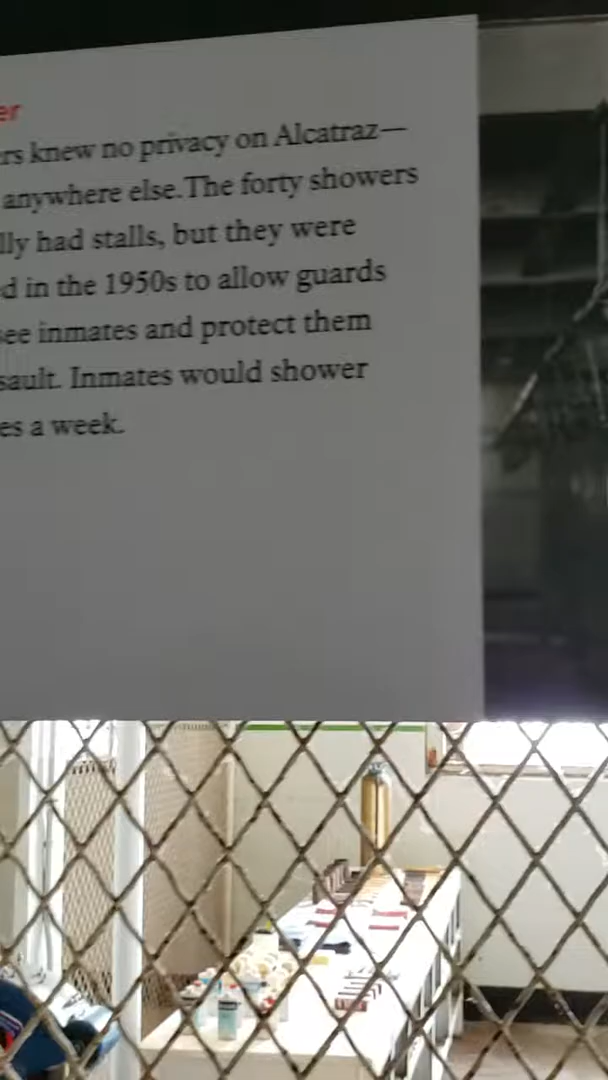 er
ers knew no privacy on Alcatraz—
anywhere else. The forty showers
lly had stalls, but they were
d in the 1950s to allow guards
see inmates and protect them
sault. Inmates would shower
es a week.